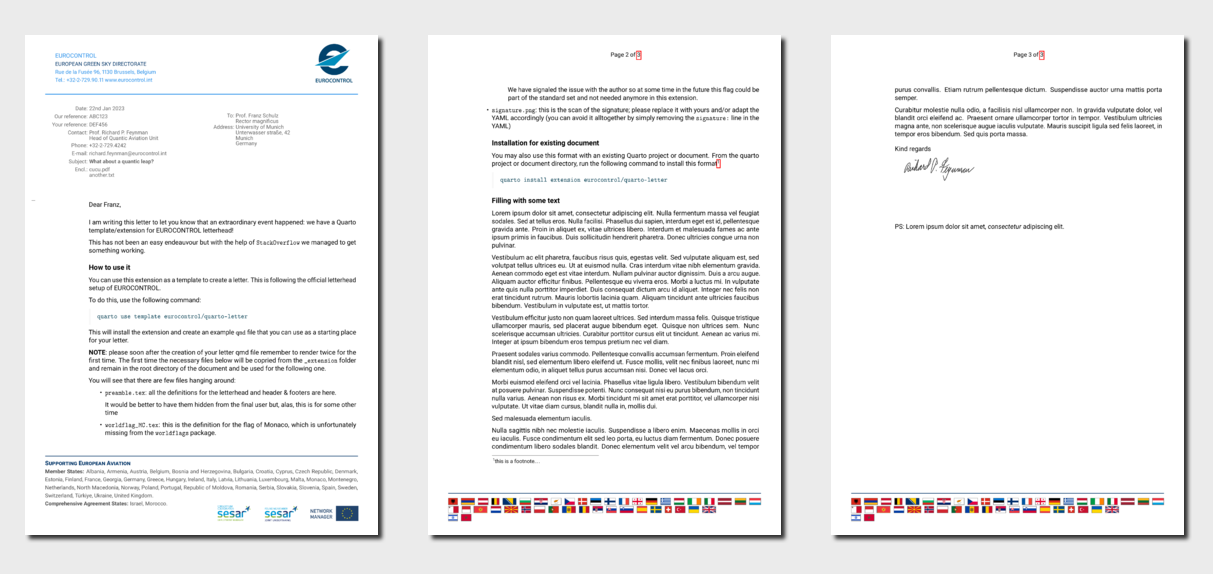 EUROCONTROL
EUROPEAN GREEN SKY DIRECTORATE
Rue de la Fusée 96, 1130 Brussels, Belgium
Tel.: +32-2-729.90.11 www.eurocontrol.int
EUROCONTROL
Date: 22nd Jan 2023
Our reference: ABC123
Your reference: DEF456
Contact: Prof. Richard P. Feynman
Head of Quantic Aviation Unit
Phone: +32-2-729.4242
E-mail: richard.feynman@eurocontrol.int
Subject: What about a quantic leap?
Encl.: cucu.pdf
another.txt
To: Prof. Franz Schulz
Rector magnificus
Address: University of Munich
Unterwasser straße, 42
Munich
Germany
Dear Franz,
I am writing this letter to let you know that an extraordinary event happened: we have a Quarto
template/extension for EUROCONTROL letterhead!
This has not been an easy endeavour but with the help of StackOverflow we managed to get
something working.
How to use it
You can use this extension as a template to create a letter. This is following the official letterhead
setup of EUROCONTROL.
To do this, use the following command:
quarto use template eurocontrol/quarto-letter
This will install the extension and create an example qmd file that you can use as a starting place
for your letter.
NOTE: please soon after the creation of your letter qmd file remember to render twice for the
first time. The first time the necessary files below will be copried from the _extension folder
and remain in the root directory of the document and be used for the following one.
You will see that there are few files hanging around:
• preamble.tex: all the definitions for the letterhead and header & footers are here.
It would be better to have them hidden from the final user but, alas, this is for some other
time
• worldflag_MC.tex: this is the definition for the flag of Monaco, which is unfortunately
missing from the worldflags package.
SUPPORTING EUROPEAN AVIATION
Member States: Albania, Armenia, Austria, Belgium, Bosnia and Herzegovina, Bulgaria, Croatia, Cyprus, Czech Republic, Denmark,
Estonia, Finland, France, Georgia, Germany, Greece, Hungary, Ireland, Italy, Latvia, Lithuania, Luxembourg, Malta, Monaco, Montenegro,
Netherlands, North Macedonia, Norway, Poland, Portugal, Republic of Moldova, Romania, Serbia, Slovakia, Slovenia, Spain, Sweden,
Switzerland, Türkiye, Ukraine, United Kingdom.
Comprehensive Agreement States: Israel, Morocco.
sesar
sesar
NETWORK
MANAGER
Page 2 of 3
We have signaled the issue with the author so at some time in the future this flag could be
part of the standard set and not needed anymore in this extension.
• signature.png: this is the scan of the signature; please replace it with yours and/or adapt the
YAML accordingly (you can avoid it alltogether by simply removing the signature: line in the
YAML)
Installation for existing document
You may also use this format with an existing Quarto project or document. From the quarto
project or document directory, run the following command to install this format1
quarto install extension eurocontrol/quarto-letter
Filling with some text
Lorem ipsum dolor sit amet, consectetur adipiscing elit. Nulla fermentum massa vel feugiat
sodales. Sed at tellus eros. Nulla facilisi. Phasellus dui sapien, interdum eget est id, pellentesque
gravida ante. Proin in aliquet ex, vitae ultrices libero. Interdum et malesuada fames ac ante
ipsum primis in faucibus. Duis sollicitudin hendrerit pharetra. Donec ultricies congue urna non
pulvinar.
Vestibulum ac elit pharetra, faucibus risus quis, egestas velit. Sed vulputate aliquam est, sed
volutpat tellus ultrices eu. Ut at euismod nulla. Cras interdum vitae nibh elementum gravida.
Aenean commodo eget est vitae interdum. Nullam pulvinar auctor dignissim. Duis a arcu augue.
Aliquam auctor efficitur finibus. Pellentesque eu viverra eros. Morbi a luctus mi. In vulputate
ante quis nulla porttitor imperdiet. Duis consequat dictum arcu id aliquet. Integer nec felis non
erat tincidunt rutrum. Mauris lobortis lacinia quam. Aliquam tincidunt ante ultricies faucibus
bibendum. Vestibulum in vulputate est, ut mattis tortor.
Vestibulum efficitur justo non quam laoreet ultrices. Sed interdum massa felis. Quisque tristique
ullamcorper mauris, sed placerat augue bibendum eget. Quisque non ultrices sem. Nunc
scelerisque accumsan ultricies. Curabitur porttitor cursus elit ut tincidunt. Aenean ac varius mi.
Integer at ipsum bibendum eros tempus pretium nec vel diam.
Praesent sodales varius commodo. Pellentesque convallis accumsan fermentum. Proin eleifend
blandit nisl, sed elementum libero eleifend ut. Fusce mollis, velit nec finibus laoreet, nunc mi
elementum odio, in aliquet tellus purus accumsan nisi. Donec vel lacus orci.
Morbi euismod eleifend orci vel lacinia. Phasellus vitae ligula libero. Vestibulum bibendum velit
at posuere pulvinar. Suspendisse potenti. Nunc consequat nisi eu purus bibendum, non tincidunt
nulla varius. Aenean non risus ex. Morbi tincidunt mi sit amet erat porttitor, vel ullamcorper nisi
vulputate. Ut vitae diam cursus, blandit nulla in, mollis dui.
Sed malesuada elementum iaculis.
Nulla sagittis nibh nec molestie iaculis. Suspendisse a libero enim. Maecenas mollis in orci
eu iaculis. Fusce condimentum elit sed leo porta, eu luctus diam fermentum. Donec posuere
condimentum libero sodales blandit. Donec elementum velit vel arcu bibendum, vel tempor
1this is a footnote...
Page 3 of 3
purus convallis. Etiam rutrum pellentesque dictum. Suspendisse auctor urna mattis porta
semper.
Curabitur molestie nulla odio, a facilisis nisl ullamcorper non. In gravida vulputate dolor, vel
blandit orci eleifend ac. Praesent ornare ullamcorper tortor in tempus. Vestibulum ultricies
magna ante, non scelerisque augue iaculis vulputate. Mauris suscipit ligula sed felis laoreet, in
tempor eros bibendum. Sed quis porta massa.
Kind regards
Richard P. Feynman
PS: Lorem ipsum dolor sit amet, consectetur adipiscing elit.